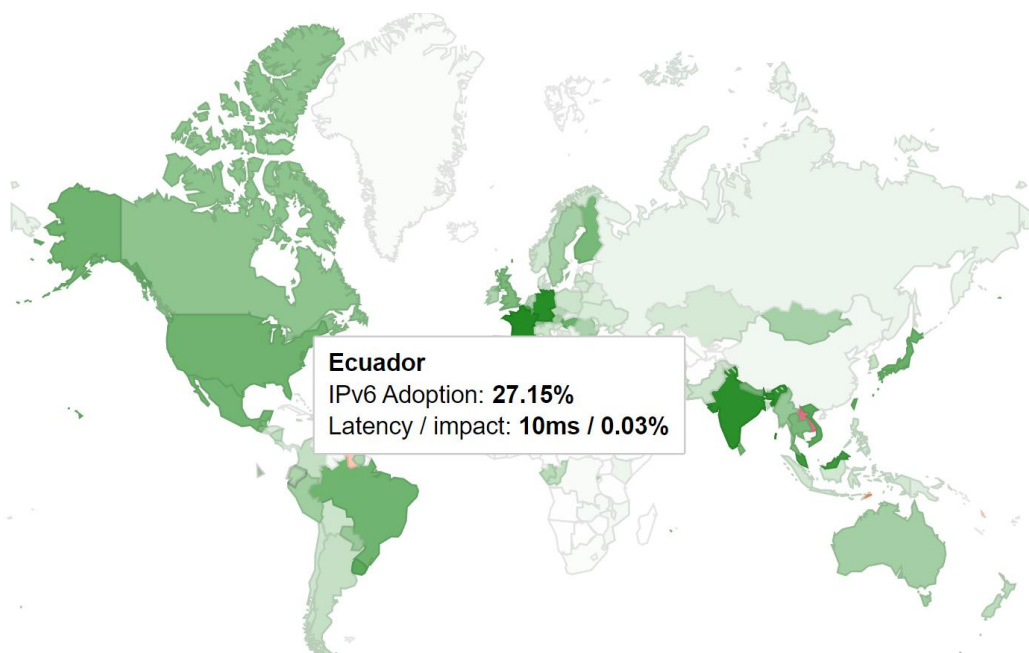 Ecuador
IPv6 Adoption: 27.15%
Latency / impact: 10ms / 0.03%